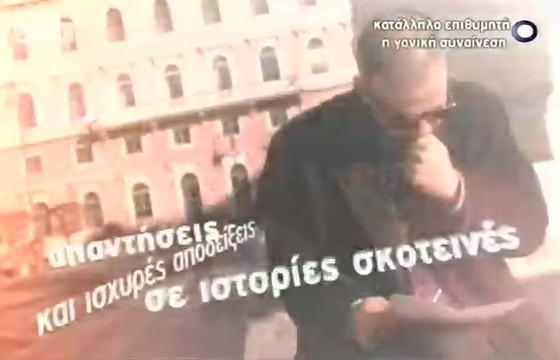 κατάλληλο επιθυμητή
η γονική συναίνεση
απαντήσεις
και ισχυρές αποδείξεις
σε ιστορίες σκοτεινές